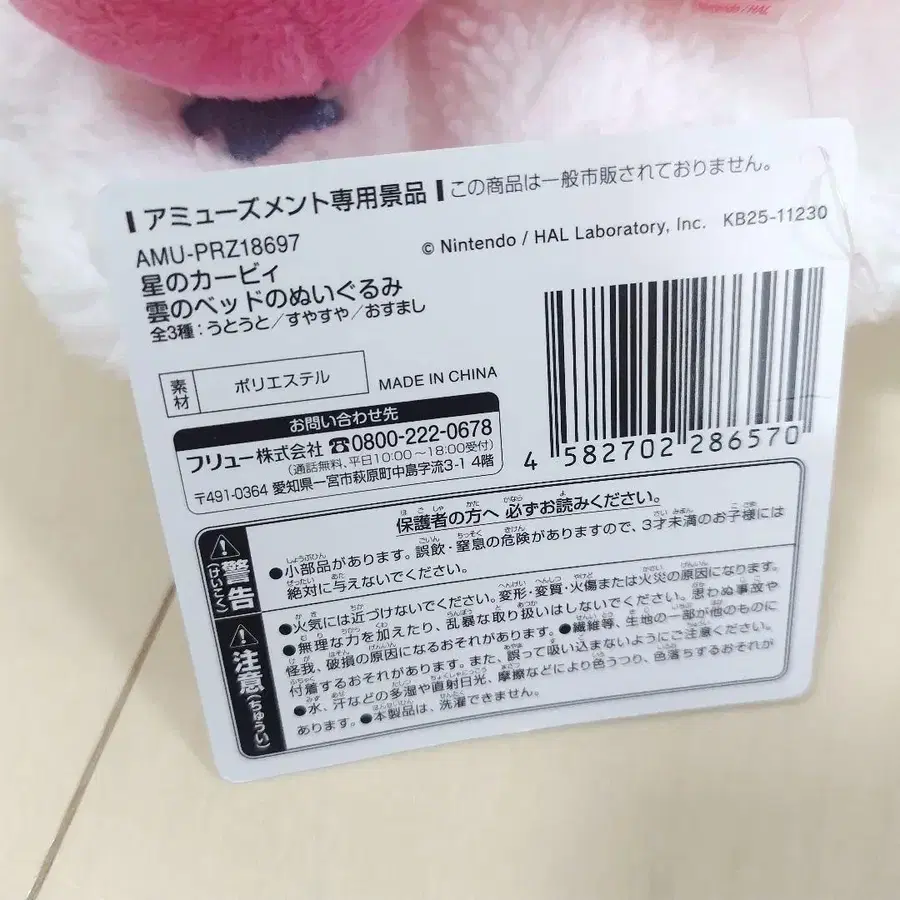 Nintendo / HAL
アミューズメント専用景品 この商品は一般市販されておりません。
AMU-PRZ18697
© Nintendo / HAL Laboratory, Inc. KB25-11230
星のカービィ
雲のベッドのぬいぐるみ
全3種：うとうと／すやすや／おすまし
素材 ポリエステル MADE IN CHINA
お問い合わせ先
フリュー株式会社 ☎0800-222-0678
(通話無料、平日10:00～18:00受付)
〒491-0364 愛知県一宮市萩原町中島字流3-1 4階
4 582702 286570
保護者の方へ 必ずお読みください。
警告(けいこく)
●小部品があります。誤飲・窒息の危険がありますので、3才未満のお子様には
絶対に与えないでください。
注意(ちゅうい)
●火気には近づけないでください。変形・変質・火傷または火災の原因になります。
●無理な力を加えたり、乱暴な取り扱いはしないでください。思わぬ事故や
怪我、破損の原因になるおそれがあります。●繊維等、生地の一部が他のものに
付着するおそれがあります。また、誤って吸い込まないようにご注意ください。
●水、汗などの多湿や直射日光、摩擦などにより色うつり、色落ちするおそれが
あります。●本製品は、洗濯できません。